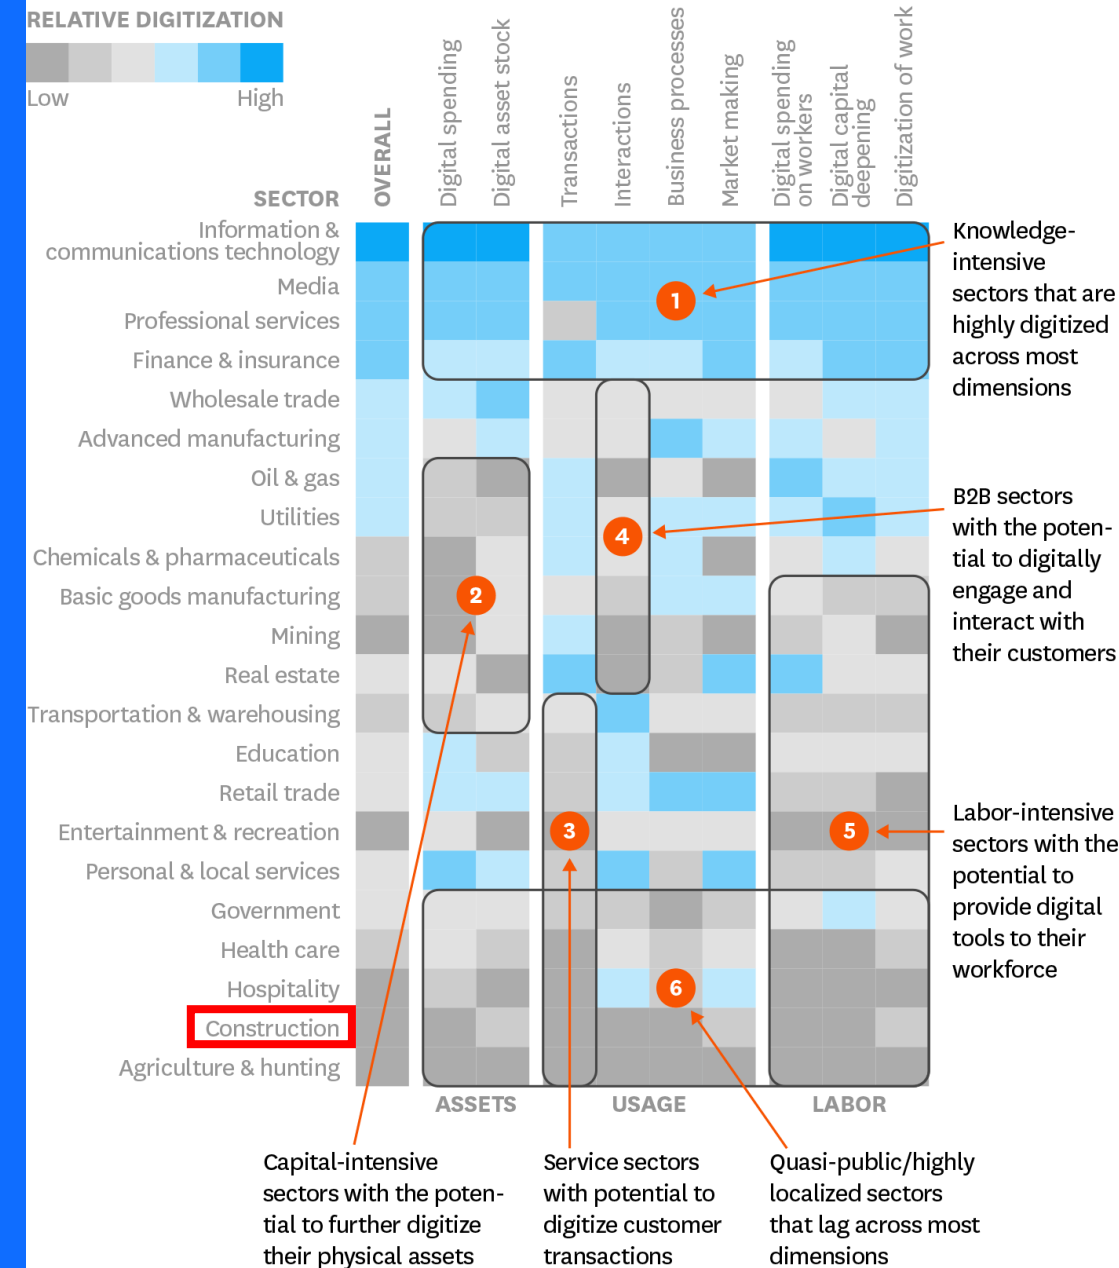 RELATIVE DIGITIZATION
Low
High
SECTOR
OVERALL
Digital spending
Digital asset stock
Transactions
Interactions
Business processes
Market making
Digital spending
on workers
Digital capital
deepening
Digitization of work
Information &
communications technology
Media
Professional services
Finance & insurance
Wholesale trade
Advanced manufacturing
Oil & gas
Utilities
Chemicals & pharmaceuticals
Basic goods manufacturing
Mining
Real estate
Transportation & warehousing
Education
Retail trade
Entertainment & recreation
Personal & local services
Government
Health care
Hospitality
Construction
Agriculture & hunting
1
2
4
3
5
6
Knowledge-
intensive
sectors that are
highly digitized
across most
dimensions
B2B sectors
with the poten-
tial to digitally
engage and
interact with
their customers
Labor-intensive
sectors with the
potential to
provide digital
tools to their
workforce
ASSETS
USAGE
LABOR
Capital-intensive
sectors with the poten-
tial to further digitize
their physical assets
Service sectors
with potential to
digitize customer
transactions
Quasi-public/highly
localized sectors
that lag across most
dimensions